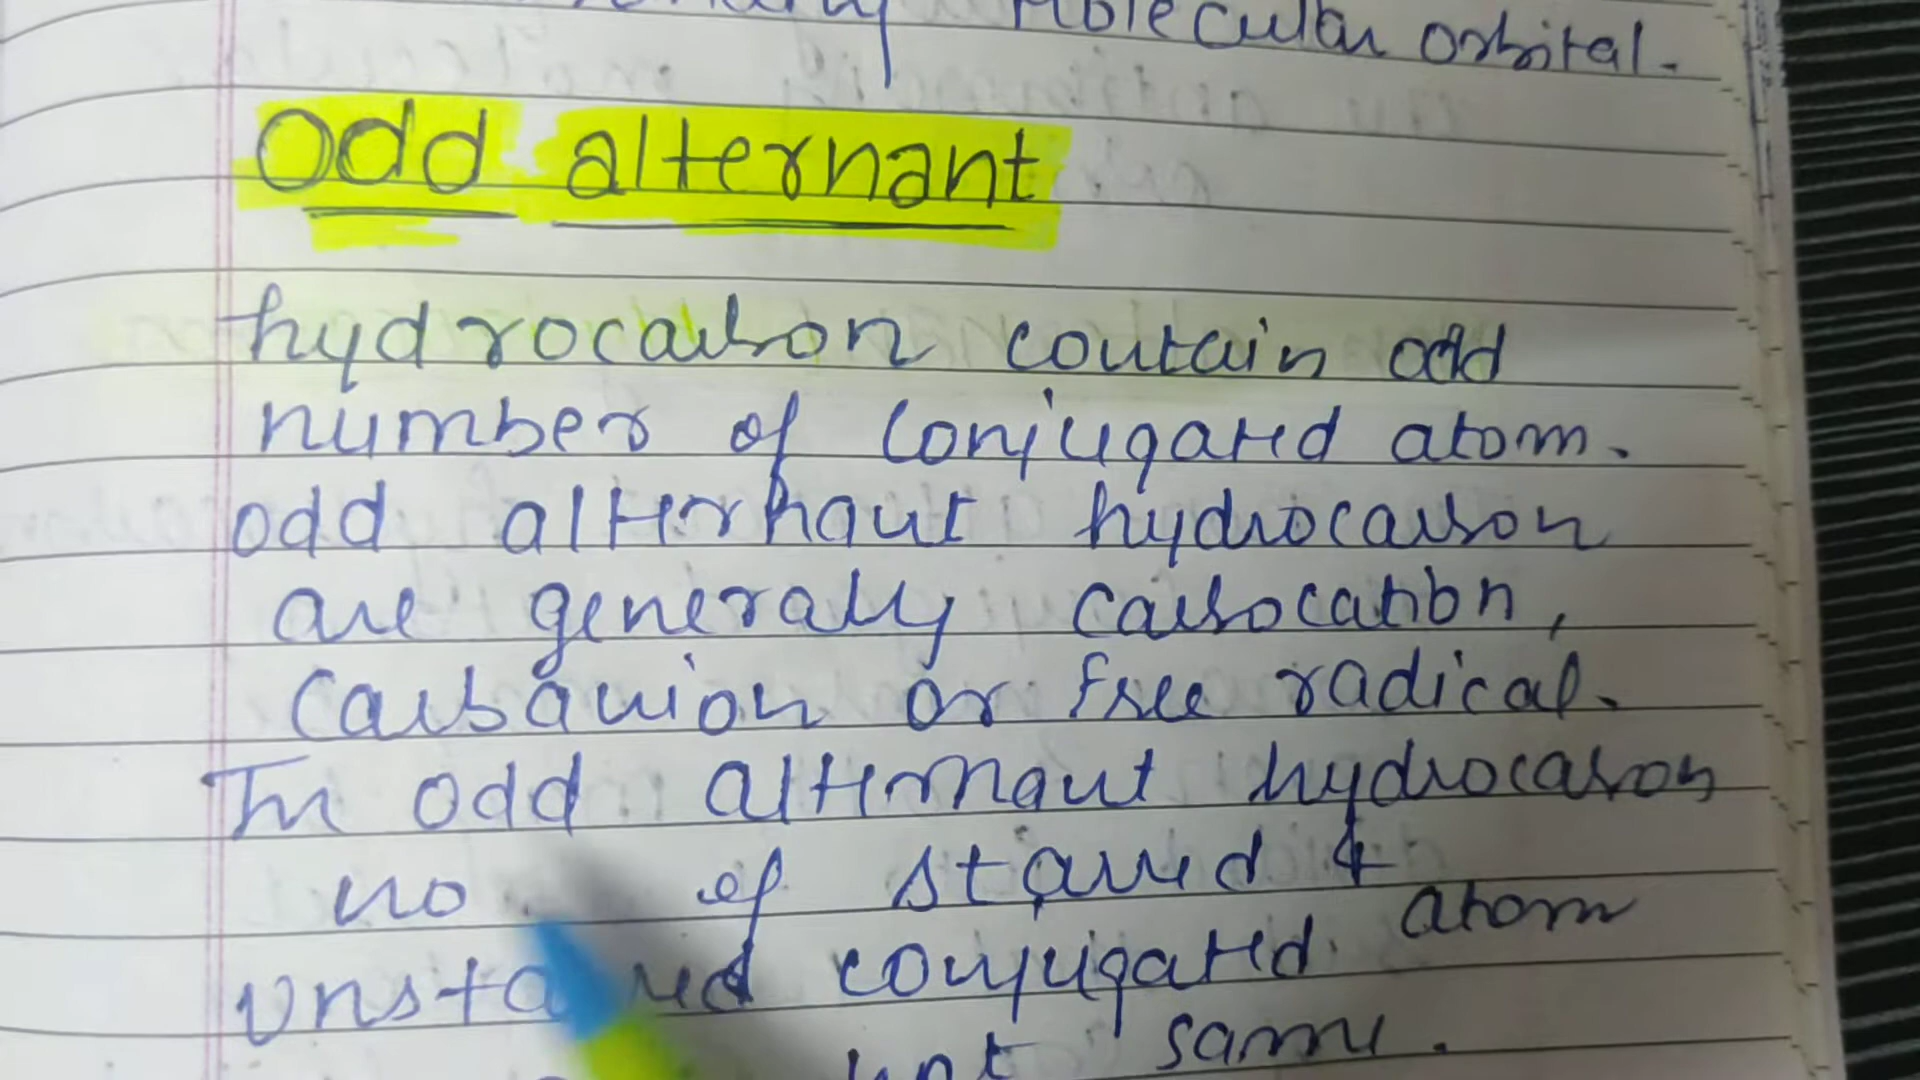 Molecular orbital.
Odd alternant
hydrocarbon contain odd
number of conjugated atom.
odd alternant hydrocarbon
are generally carbocation,
Carbanion or free radical.
In odd alternant hydrocarbon
no of starred &
unstarred conjugated atom
not same.